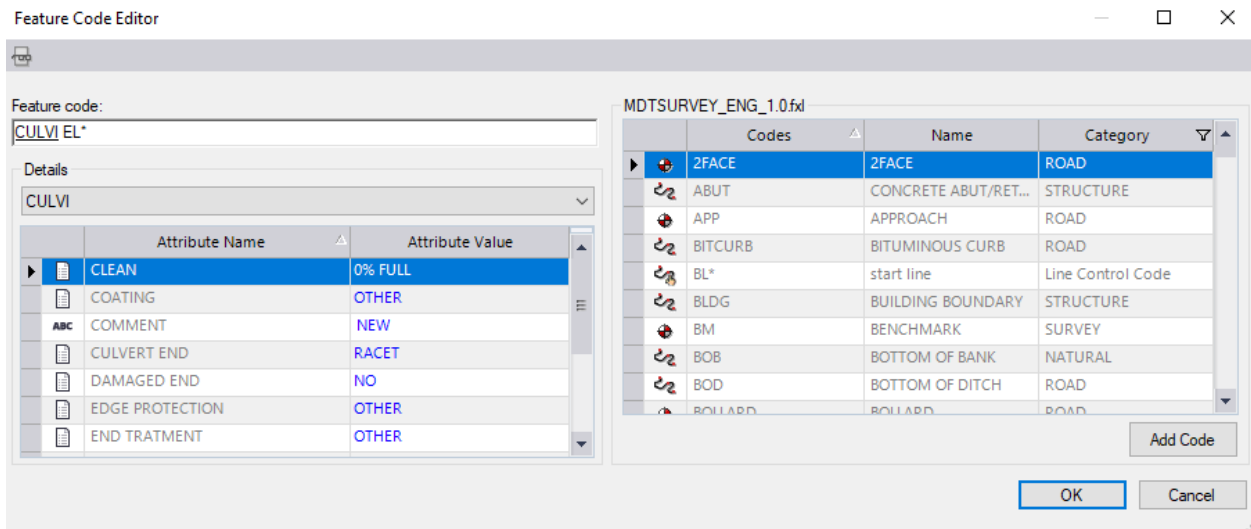 Feature Code Editor
Feature code:
CULVI EL*
Details
CULVI
Attribute Name Attribute Value
CLEAN 0% FULL
COATING OTHER
ABC COMMENT NEW
CULVERT END RACET
DAMAGED END NO
EDGE PROTECTION OTHER
END TRATMENT OTHER
MDTSURVEY_ENG_1.0.fxl
Codes Name Category
2FACE 2FACE ROAD
ABUT CONCRETE ABUT/RET... STRUCTURE
APP APPROACH ROAD
BITCURB BITUMINOUS CURB ROAD
BL* start line Line Control Code
BLDG BUILDING BOUNDARY STRUCTURE
BM BENCHMARK SURVEY
BOB BOTTOM OF BANK NATURAL
BOD BOTTOM OF DITCH ROAD
BOLLARD BOLLARD ROAD
Add Code
OK Cancel